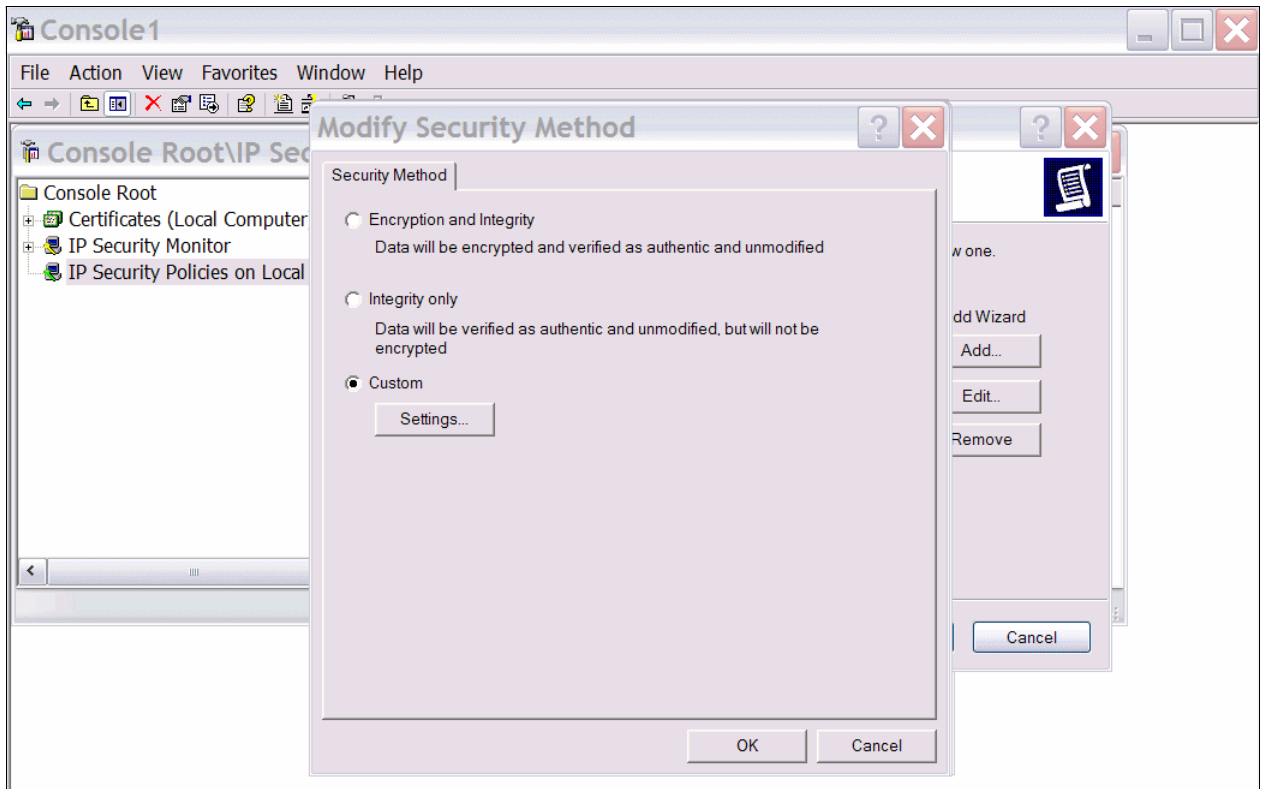 Console1
File Action View Favorites Window Help
Modify Security Method
Console Root\IP Sec
Console Root
Certificates (Local Computer
IP Security Monitor
IP Security Policies on Local
Security Method
Encryption and Integrity
Data will be encrypted and verified as authentic and unmodified
Integrity only
Data will be verified as authentic and unmodified, but will not be
encrypted
Custom
Settings...
OK Cancel
w one.
dd Wizard
Add...
Edit...
Remove
Cancel